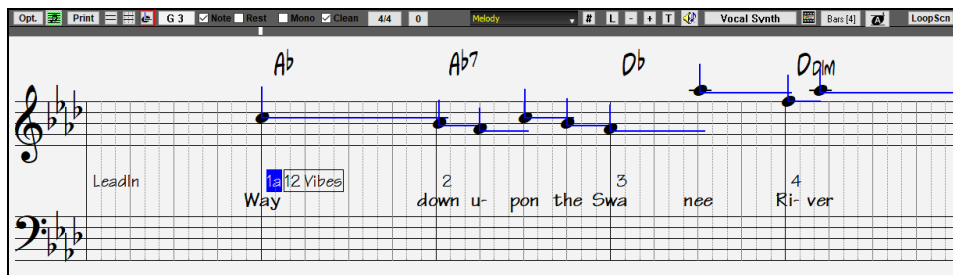 Opt. Print G 3 Note Rest Mono Clean 4/4 0 Melody # L - + T Vocal Synth Bars [4] A LoopScn
Ab Ab7 Db Ddim
LeadIn 1a 12 Vibes 2 3 4
Way down u- pon the Swa nee Ri- ver